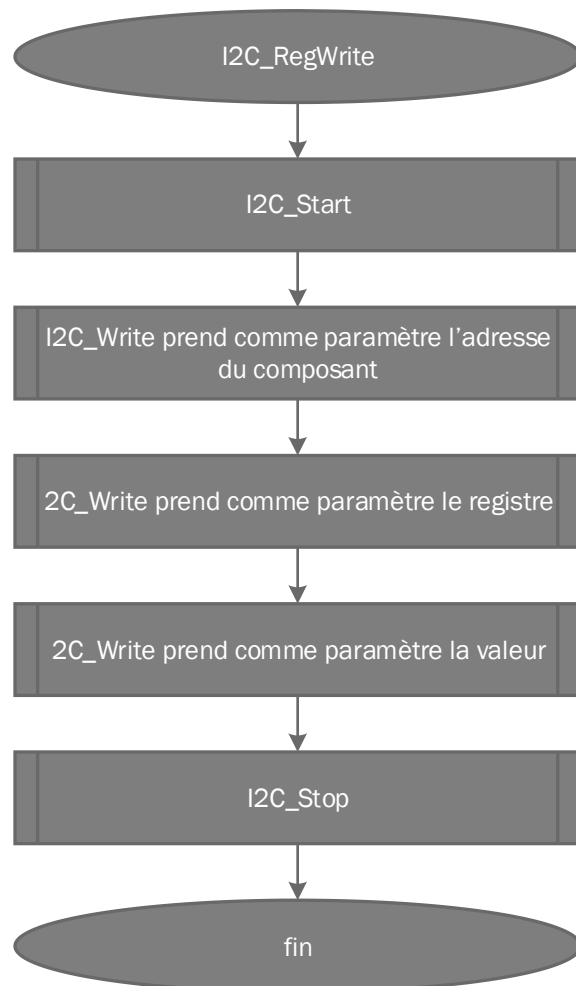 I2C_RegWrite
I2C_Start
I2C_Write prend comme paramètre l’adresse
du composant
2C_Write prend comme paramètre le registre
2C_Write prend comme paramètre la valeur
I2C_Stop
fin